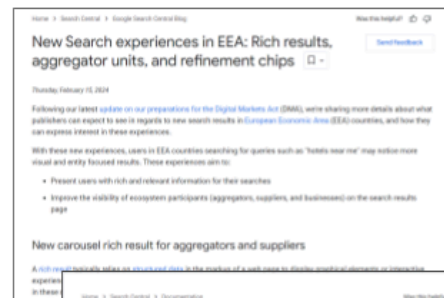 Home > Search Central > Google Search Central Blog
Was this helpful?
New Search experiences in EEA: Rich results,
aggregator units, and refinement chips
Send feedback
Thursday, February 15, 2024
Following our latest update on our preparations for the Digital Markets Act (DMA), we're sharing more details about what
publishers can expect to see in regards to new search results in European Economic Area (EEA) countries, and how they
can express interest in these experiences.
With these new experiences, users in EEA countries searching for queries such as "hotels near me" may notice more
visual and entity focused results. These experiences aim to:
• Present users with rich and relevant information for their searches
• Improve the visibility of ecosystem participants (aggregators, suppliers, and businesses) on the search results
page
New carousel rich result for aggregators and suppliers
A rich result typically relies on structured data in the markup of a web page to display graphical elements or interactive
experien
in these
Home > Search Central > Documentation
Was this helpful